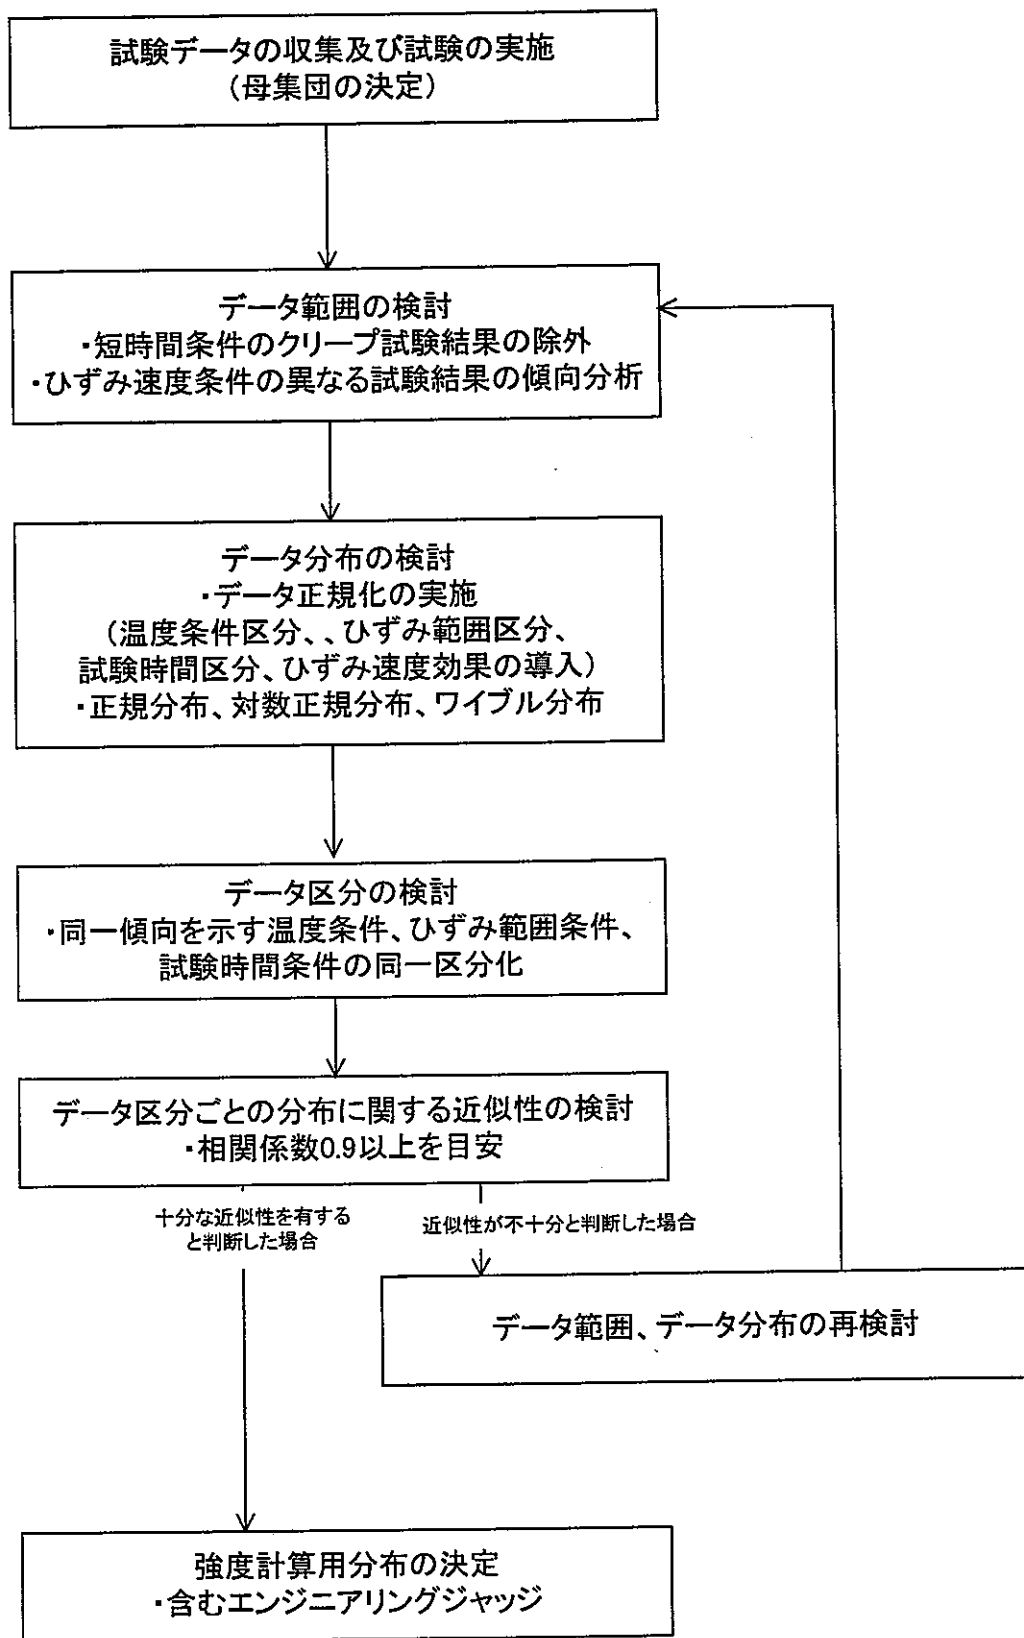 試験データの収集及び試験の実施
(母集団の決定)
データ範囲の検討
・短時間条件のクリープ試験結果の除外
・ひずみ速度条件の異なる試験結果の傾向分析
データ分布の検討
・データ正規化の実施
(温度条件区分、、ひずみ範囲区分、
試験時間区分、ひずみ速度効果の導入)
・正規分布、対数正規分布、ワイブル分布
データ区分の検討
・同一傾向を示す温度条件、ひずみ範囲条件、
試験時間条件の同一区分化
データ区分ごとの分布に関する近似性の検討
・相関係数0.9以上を目安
十分な近似性を有する
と判断した場合
近似性が不十分と判断した場合
データ範囲、データ分布の再検討
強度計算用分布の決定
・含むエンジニアリングジャッジ